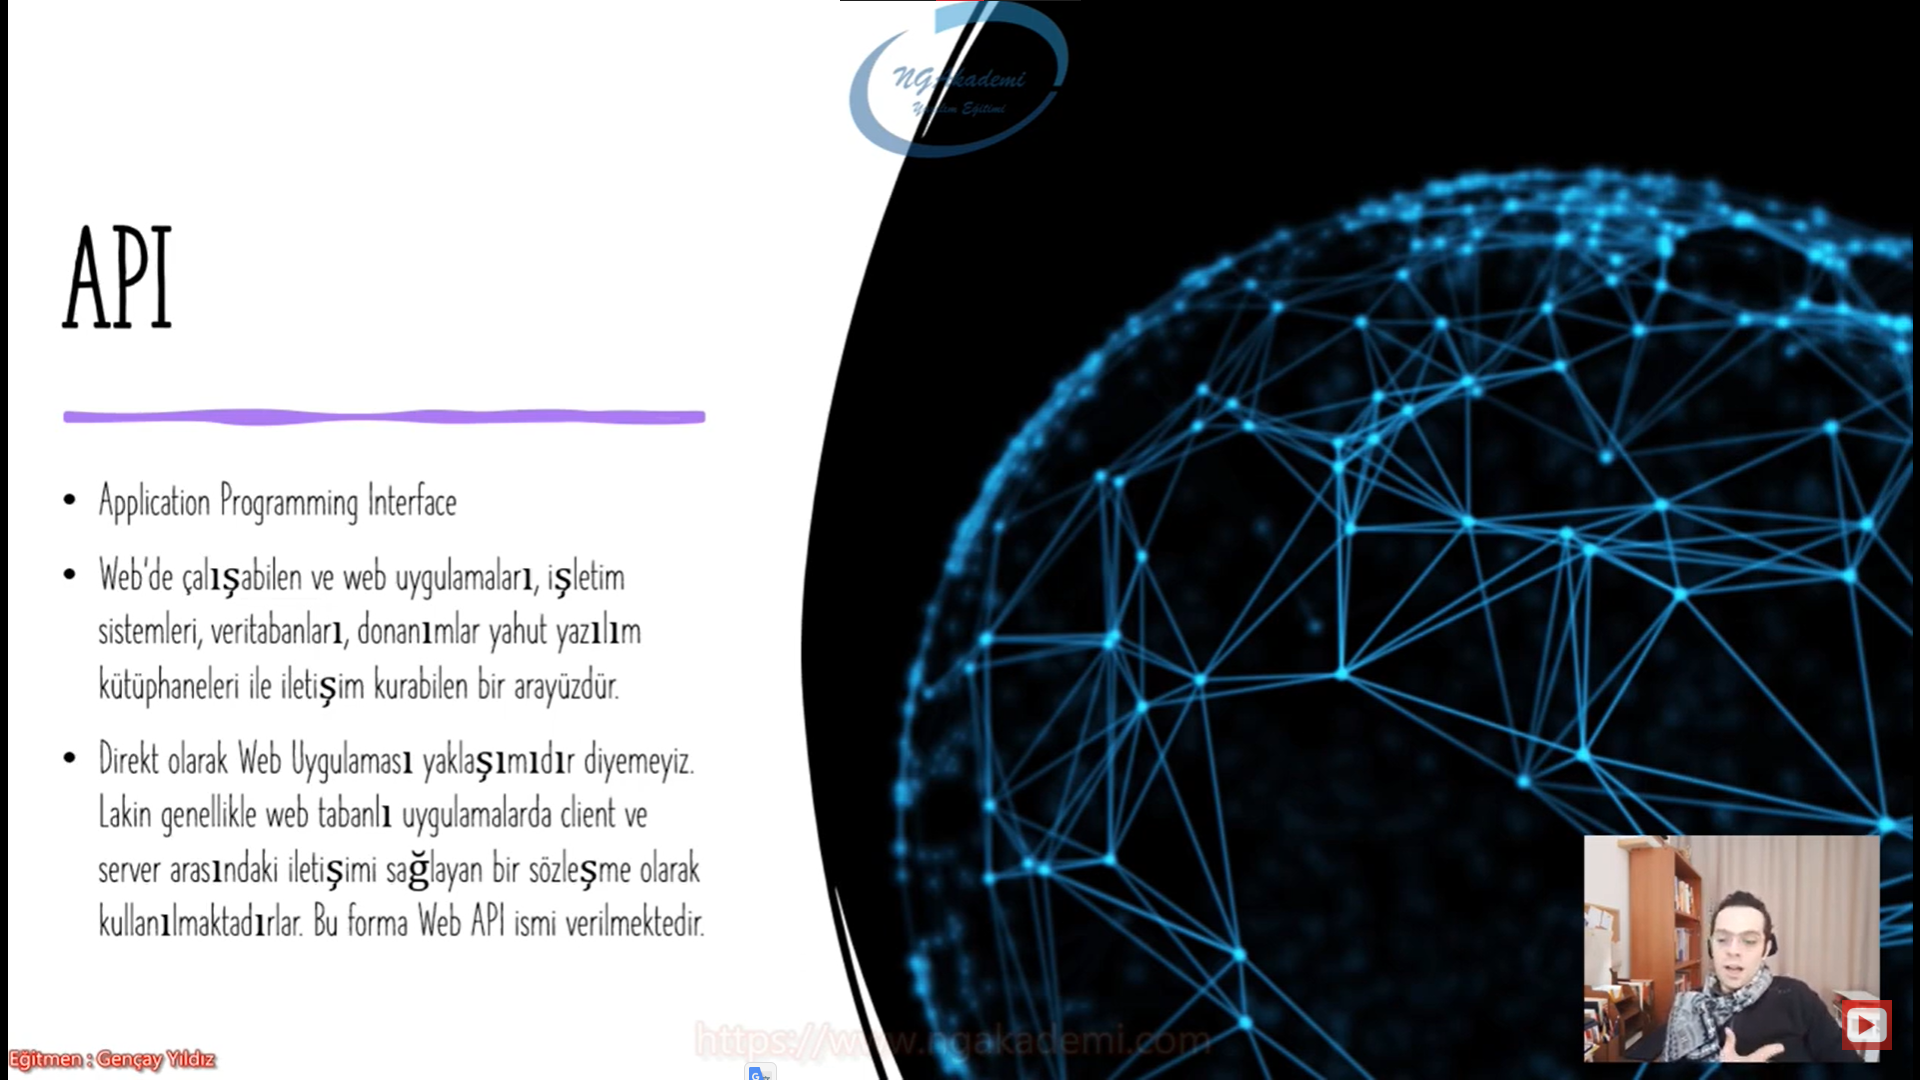 NGAkademi
Yazılım Eğitimi
API
• Application Programming Interface
• Web'de çalışabilen ve web uygulamaları, işletim
sistemleri, veritabanları, donanımlar yahut yazılım
kütüphaneleri ile iletişim kurabilen bir arayüzdür.
• Direkt olarak Web Uygulaması yaklaşımıdır diyemeyiz.
Lakin genellikle web tabanlı uygulamalarda client ve
server arasındaki iletişimi sağlayan bir sözleşme olarak
kullanılmaktadırlar. Bu forma Web API ismi verilmektedir.
https://www.ngakademi.com
Eğitmen : Gençay Yıldız